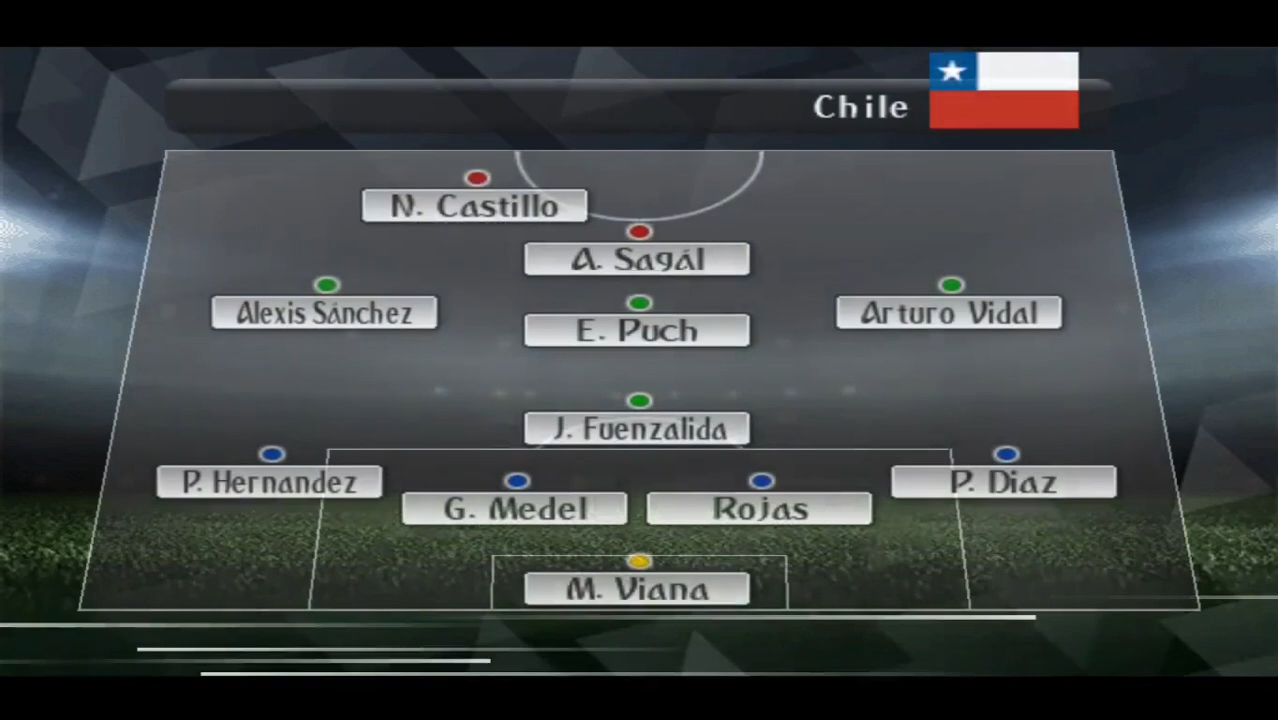 Chile
N. Castillo
A. Sagál
Alexis Sánchez
E. Puch
Arturo Vidal
J. Fuenzalida
P. Hernandez
G. Medel
Rojas
P. Diaz
M. Viana